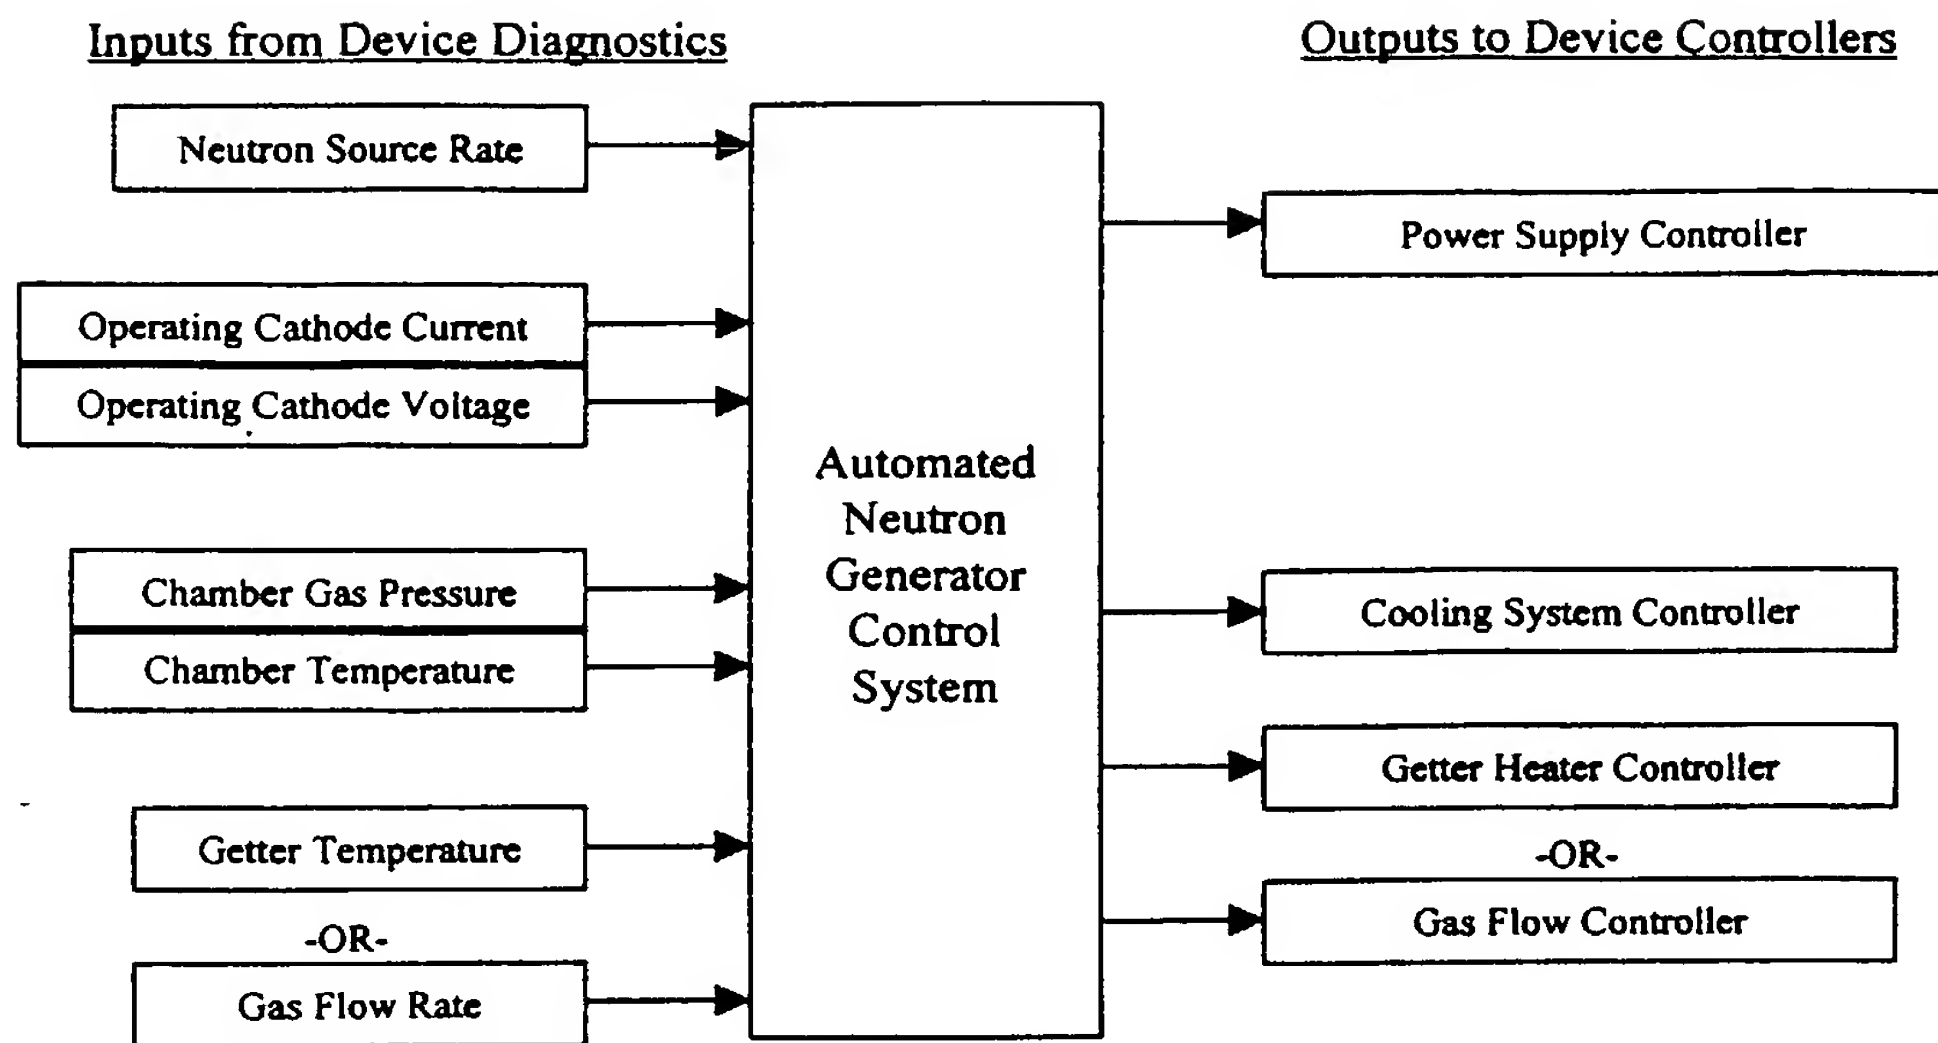 Inputs from Device Diagnostics
Outputs to Device Controllers
Neutron Source Rate
Operating Cathode Current
Operating Cathode Voltage
Chamber Gas Pressure
Chamber Temperature
Getter Temperature
-OR-
Gas Flow Rate
Automated
Neutron
Generator
Control
System
Power Supply Controller
Cooling System Controller
Getter Heater Controller
-OR-
Gas Flow Controller